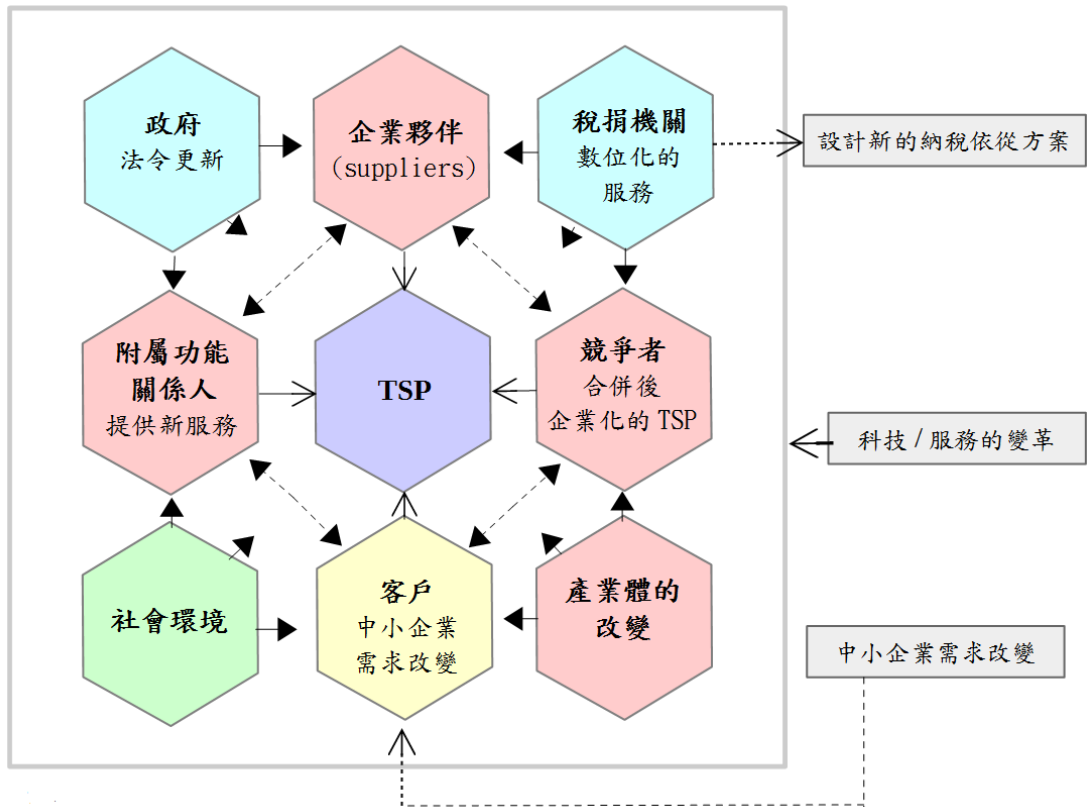 政府
法令更新
企業夥伴
(suppliers)
稅捐機關
數位化的
服務
設計新的納稅依從方案
附屬功能
關係人
提供新服務
TSP
競爭者
合併後
企業化的 TSP
科技 / 服務的變革
社會環境
客戶
中小企業
需求改變
產業體的
改變
中小企業需求改變